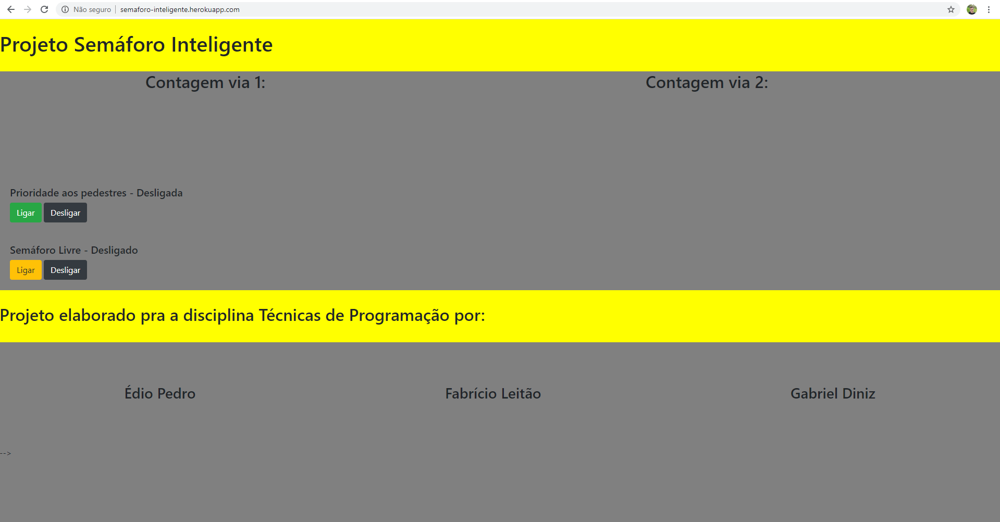 Não seguro | semaforo-inteligente.herokuapp.com
Projeto Semáforo Inteligente
Contagem via 1:
Contagem via 2:
Prioridade aos pedestres - Desligada
Ligar Desligar
Semáforo Livre - Desligado
Ligar Desligar
Projeto elaborado pra a disciplina Técnicas de Programação por:
Édio Pedro
Fabrício Leitão
Gabriel Diniz
-->